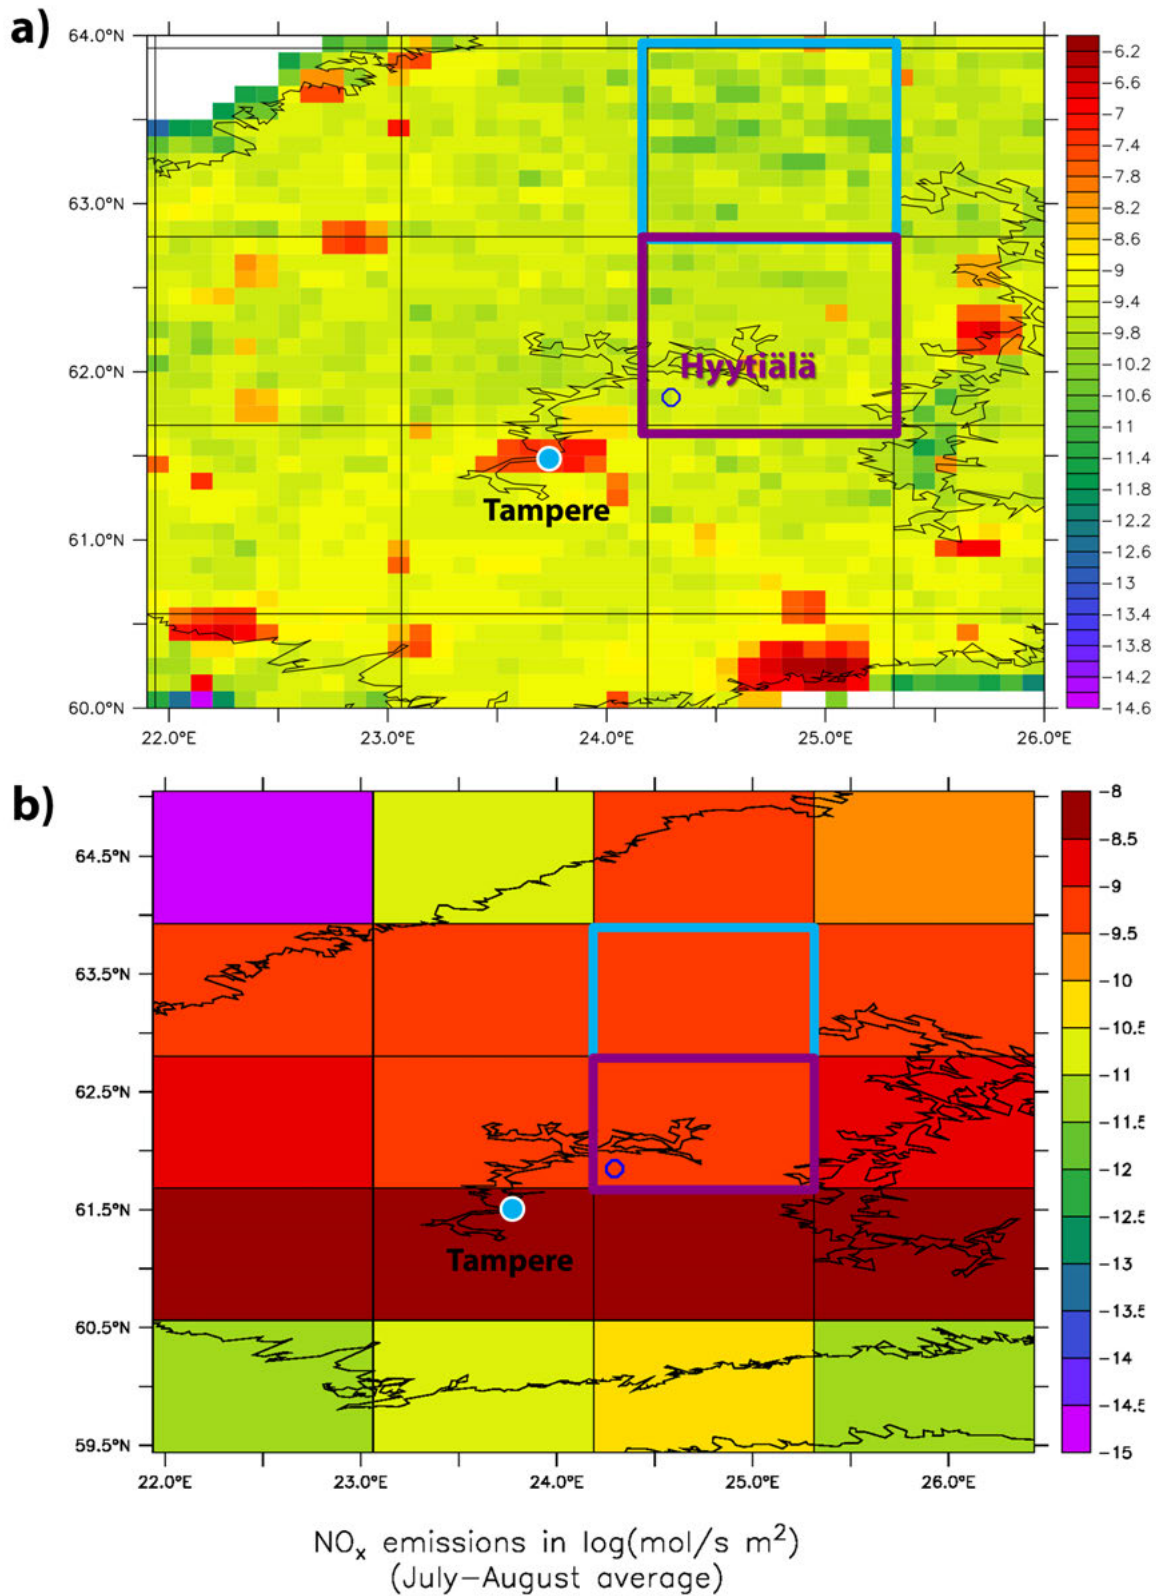 a)
64.0°N
63.0°N
62.0°N
61.0°N
60.0°N
22.0°E 23.0°E 24.0°E 25.0°E 26.0°E
Hyytiälä
Tampere
−6.2
−6.6
−7
−7.4
−7.8
−8.2
−8.6
−9
−9.4
−9.8
−10.2
−10.6
−11
−11.4
−11.8
−12.2
−12.6
−13
−13.4
−13.8
−14.2
−14.6
b)
64.5°N
63.5°N
62.5°N
61.5°N
60.5°N
59.5°N
22.0°E 23.0°E 24.0°E 25.0°E 26.0°E
Tampere
−8
−8.5
−9
−9.5
−10
−10.5
−11
−11.5
−12
−12.5
−13
−13.5
−14
−14.5
−15
NOₓ emissions in log(mol/s m²)
(July−August average)